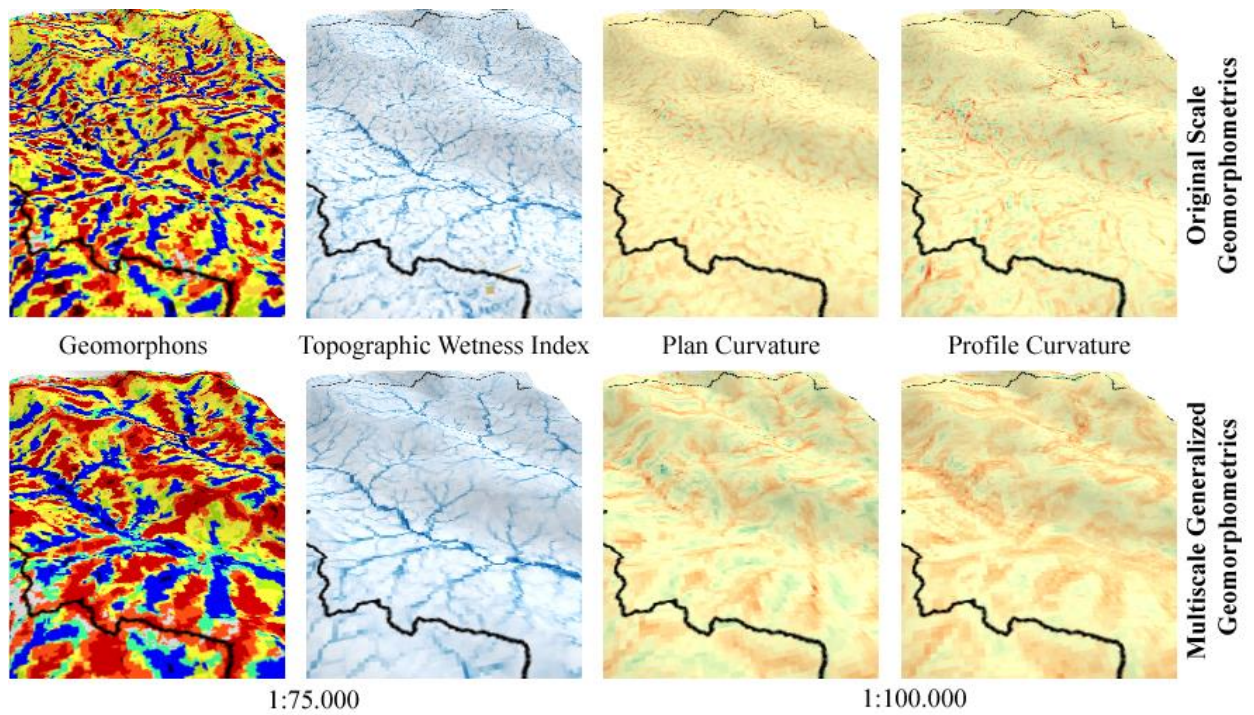 Original Scale
Geomorphometrics
Geomorphons
Topographic Wetness Index
Plan Curvature
Profile Curvature
Multiscale Generalized
Geomorphometrics
1:75.000
1:100.000